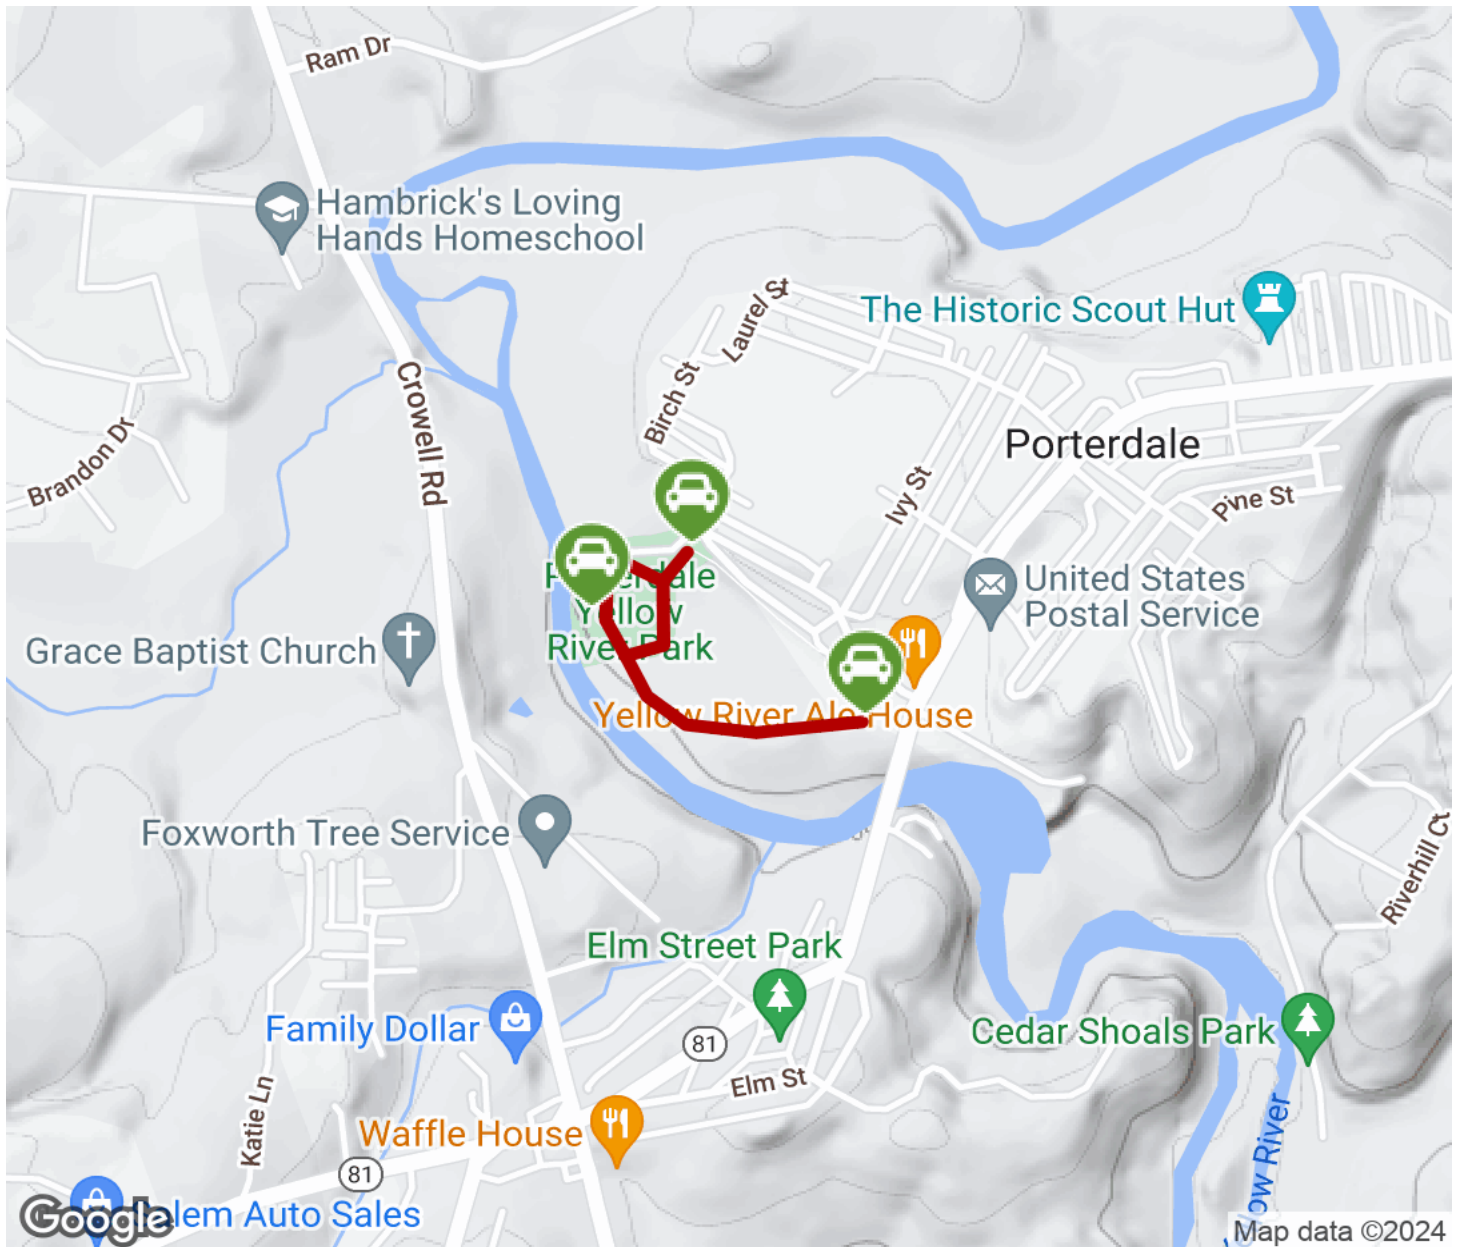 Ram Dr
Hambrick's Loving
Hands Homeschool
Laurel St
The Historic Scout Hut
Birch St
Crowell Rd
Brandon Dr
Porterdale
Ivy St
Pine St
Porterdale
Yellow
River Park
United States
Postal Service
Grace Baptist Church
Yellow River Ale House
Foxworth Tree Service
Riverhill Ct
Elm Street Park
Family Dollar
81
Cedar Shoals Park
Elm St
Katie Ln
Waffle House
81
River
Google
Auto Sales
Map data ©2024